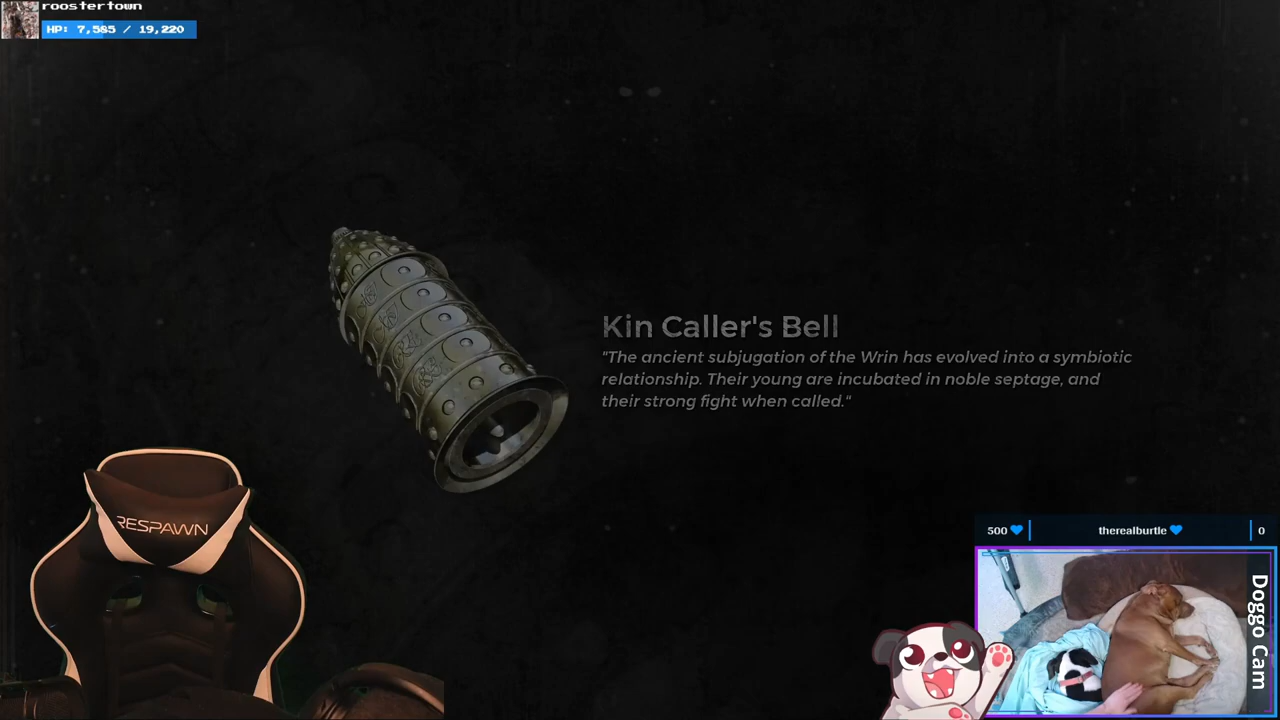 roostertown
HP: 7,585 / 19,220
Kin Caller's Bell
"The ancient subjugation of the Wrin has evolved into a symbiotic
relationship. Their young are incubated in noble septage, and
their strong fight when called."
RESPAWN
500
therealburtle
0
Doggo Cam